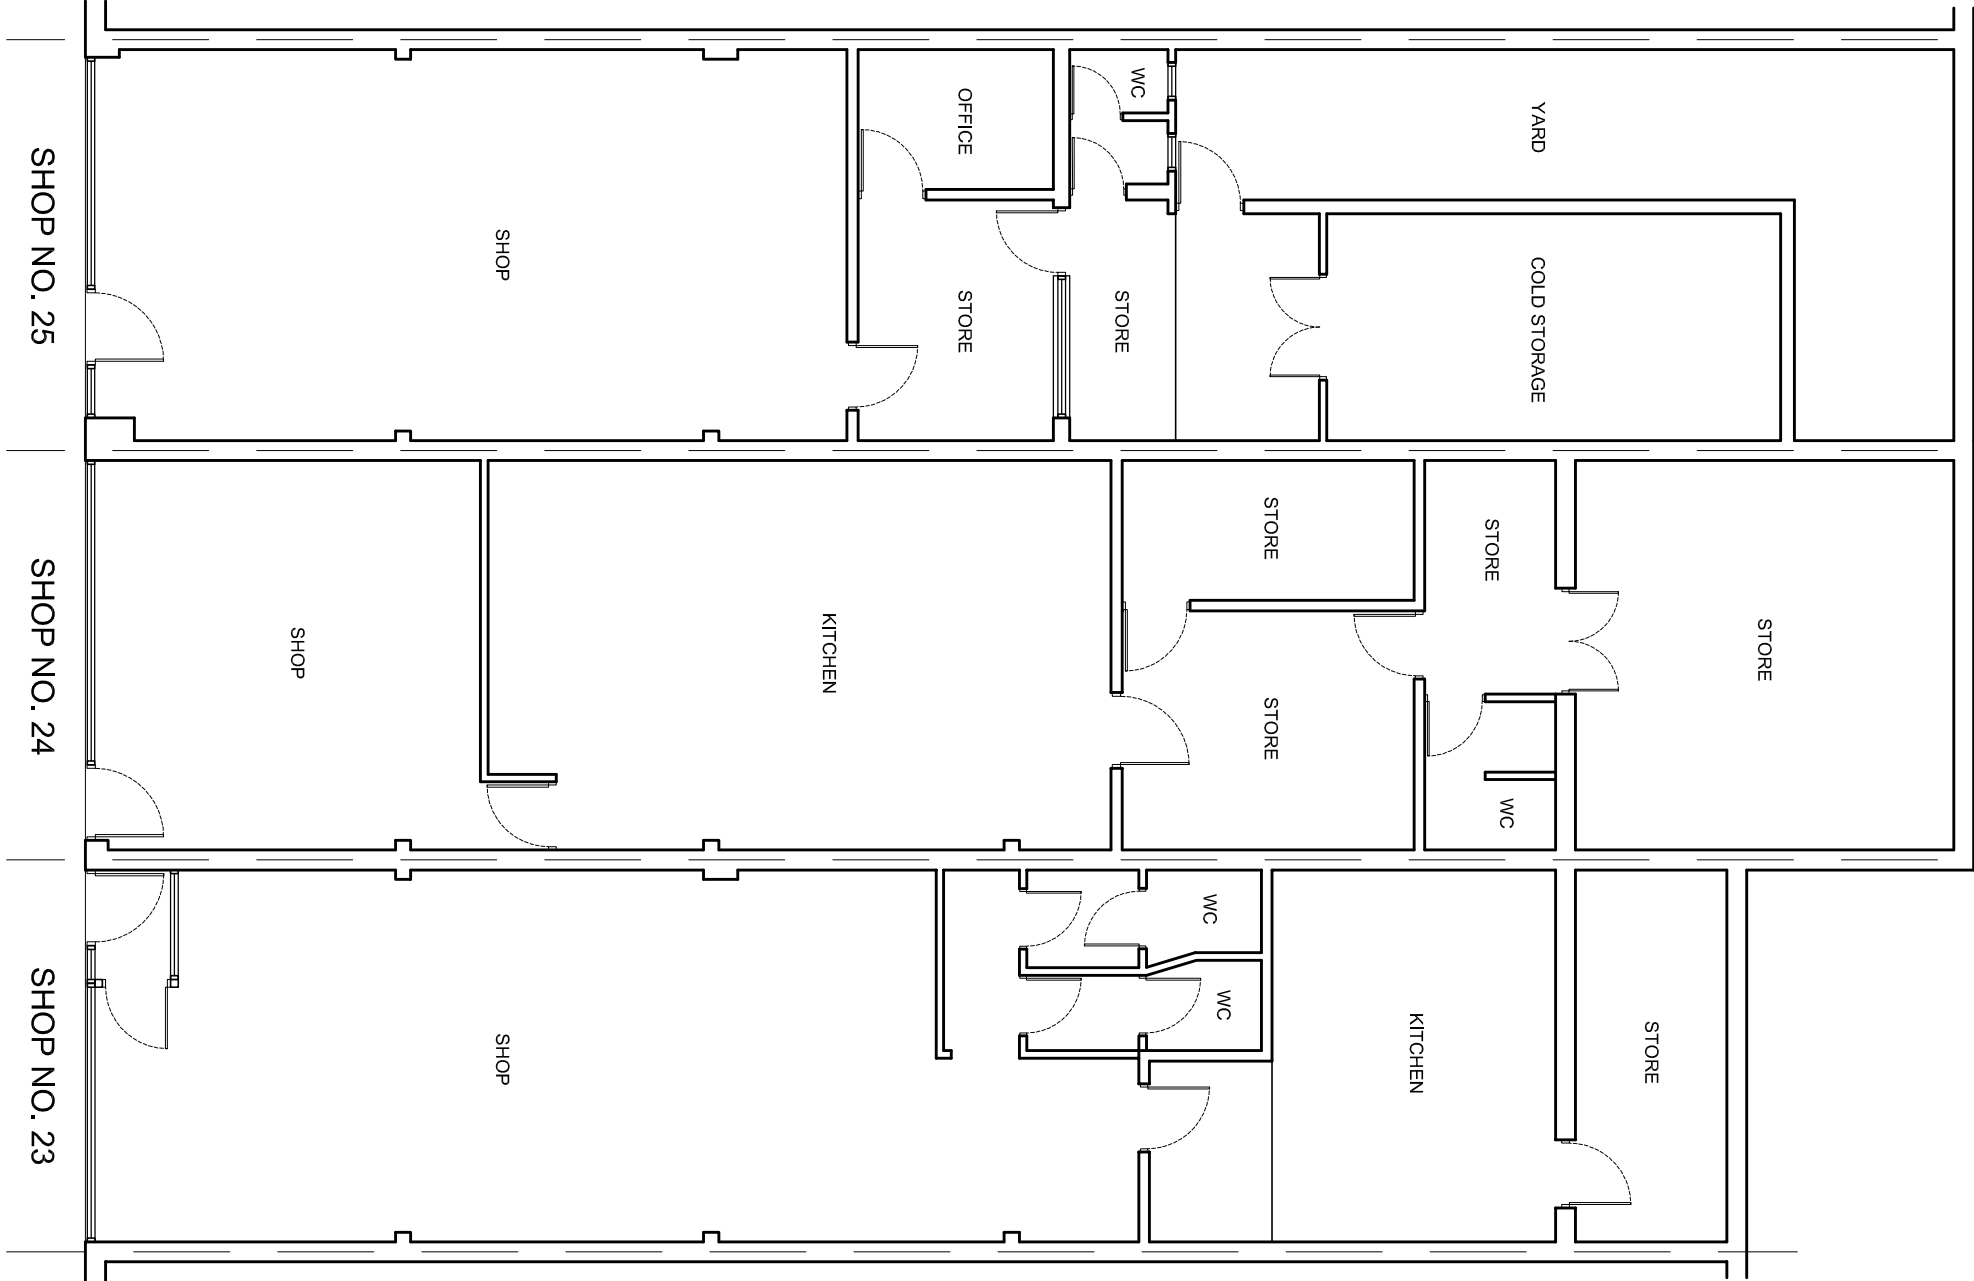 SHOP NO. 25
SHOP
OFFICE
STORE
WC
STORE
YARD
COLD STORAGE
SHOP NO. 24
SHOP
KITCHEN
STORE
STORE
STORE
WC
STORE
SHOP NO. 23
SHOP
WC
WC
KITCHEN
STORE